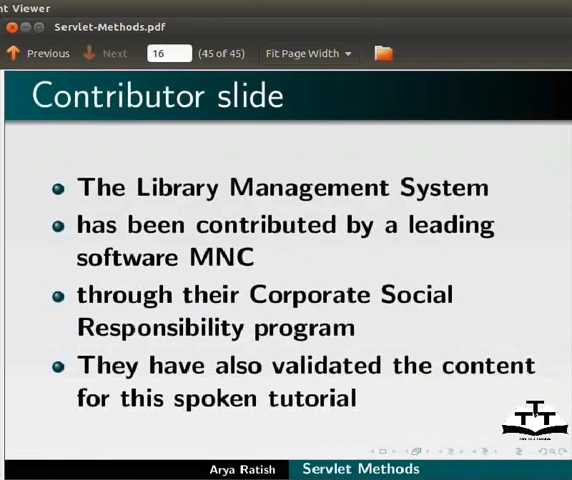 nt Viewer
Servlet-Methods.pdf
Previous Next 16 (45 of 45) Fit Page Width
Contributor slide
The Library Management System
has been contributed by a leading
software MNC
through their Corporate Social
Responsibility program
They have also validated the content
for this spoken tutorial
TTT
Arya Ratish Servlet Methods